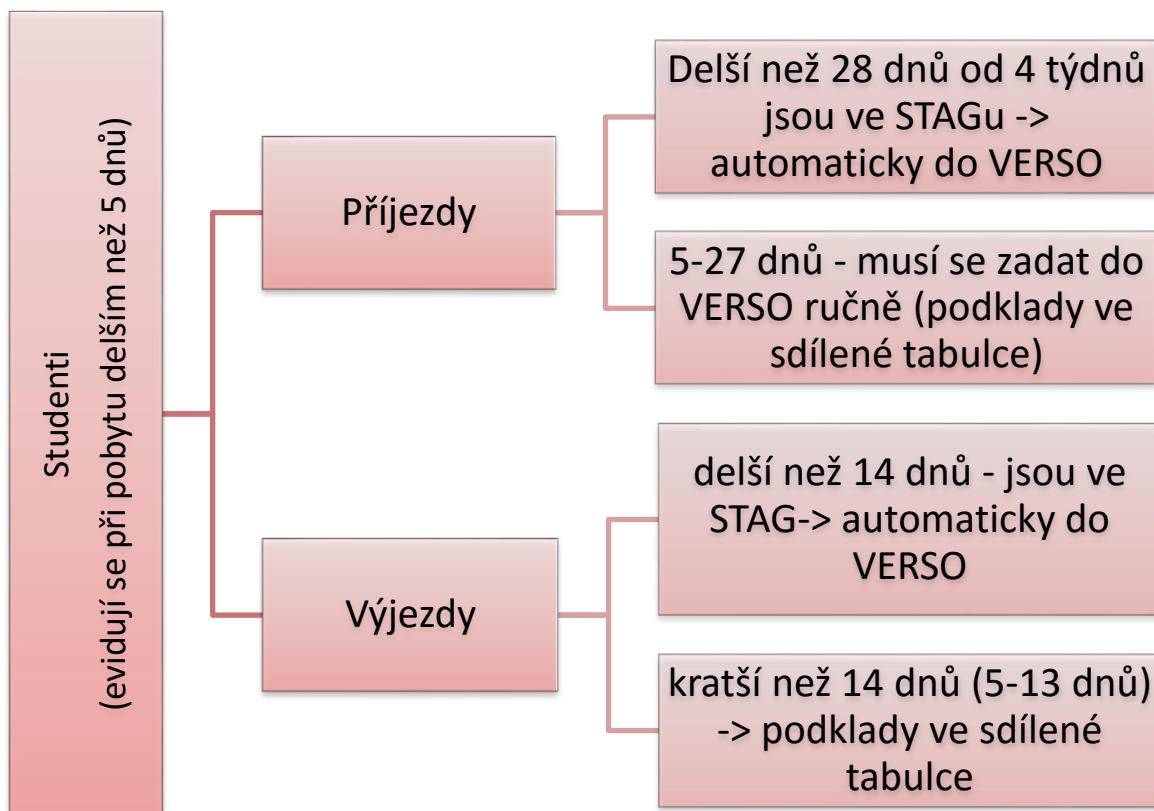 Studenti
(evidují se při pobytu delším než 5 dnů)
Příjezdy
Delší než 28 dnů od 4 týdnů
jsou ve STAGu ->
automaticky do VERSO
5-27 dnů - musí se zadat do
VERSO ručně (podklady ve
sdílené tabulce)
Výjezdy
delší než 14 dnů - jsou ve
STAG-> automaticky do
VERSO
kratší než 14 dnů (5-13 dnů)
-> podklady ve sdílené
tabulce